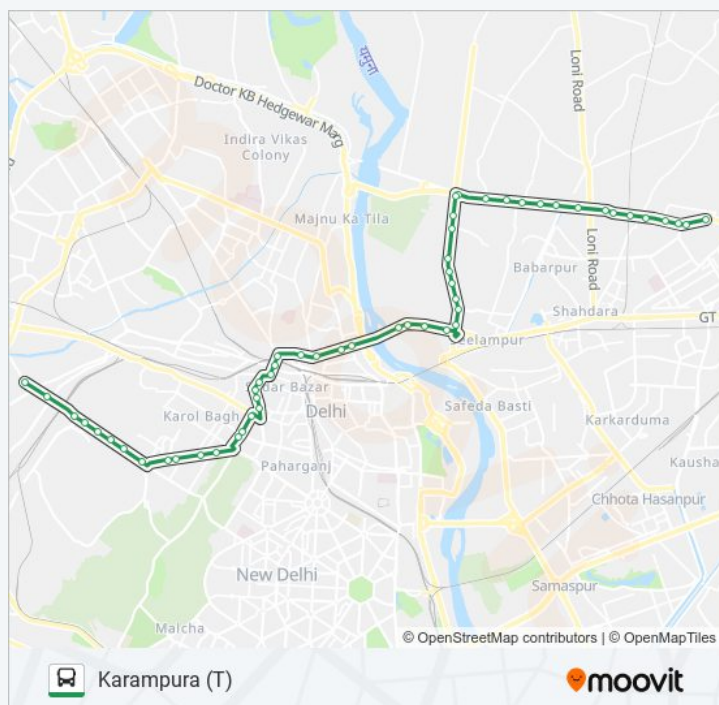 यमुना
Doctor KB Hedgewar Marg
Loni Road
Indira Vikas
Colony
Majnu Ka Tila
Loni Road
Babarpur
Shahdara
GT
Seelampur
Sadar Bazar
Karol Bagh
Delhi
Safeda Basti
Karkarduma
Paharganj
Kausha
Chhota Hasanpur
New Delhi
Samaspur
Malcha
© OpenStreetMap contributors | © OpenMapTiles
Karampura (T)
moovit